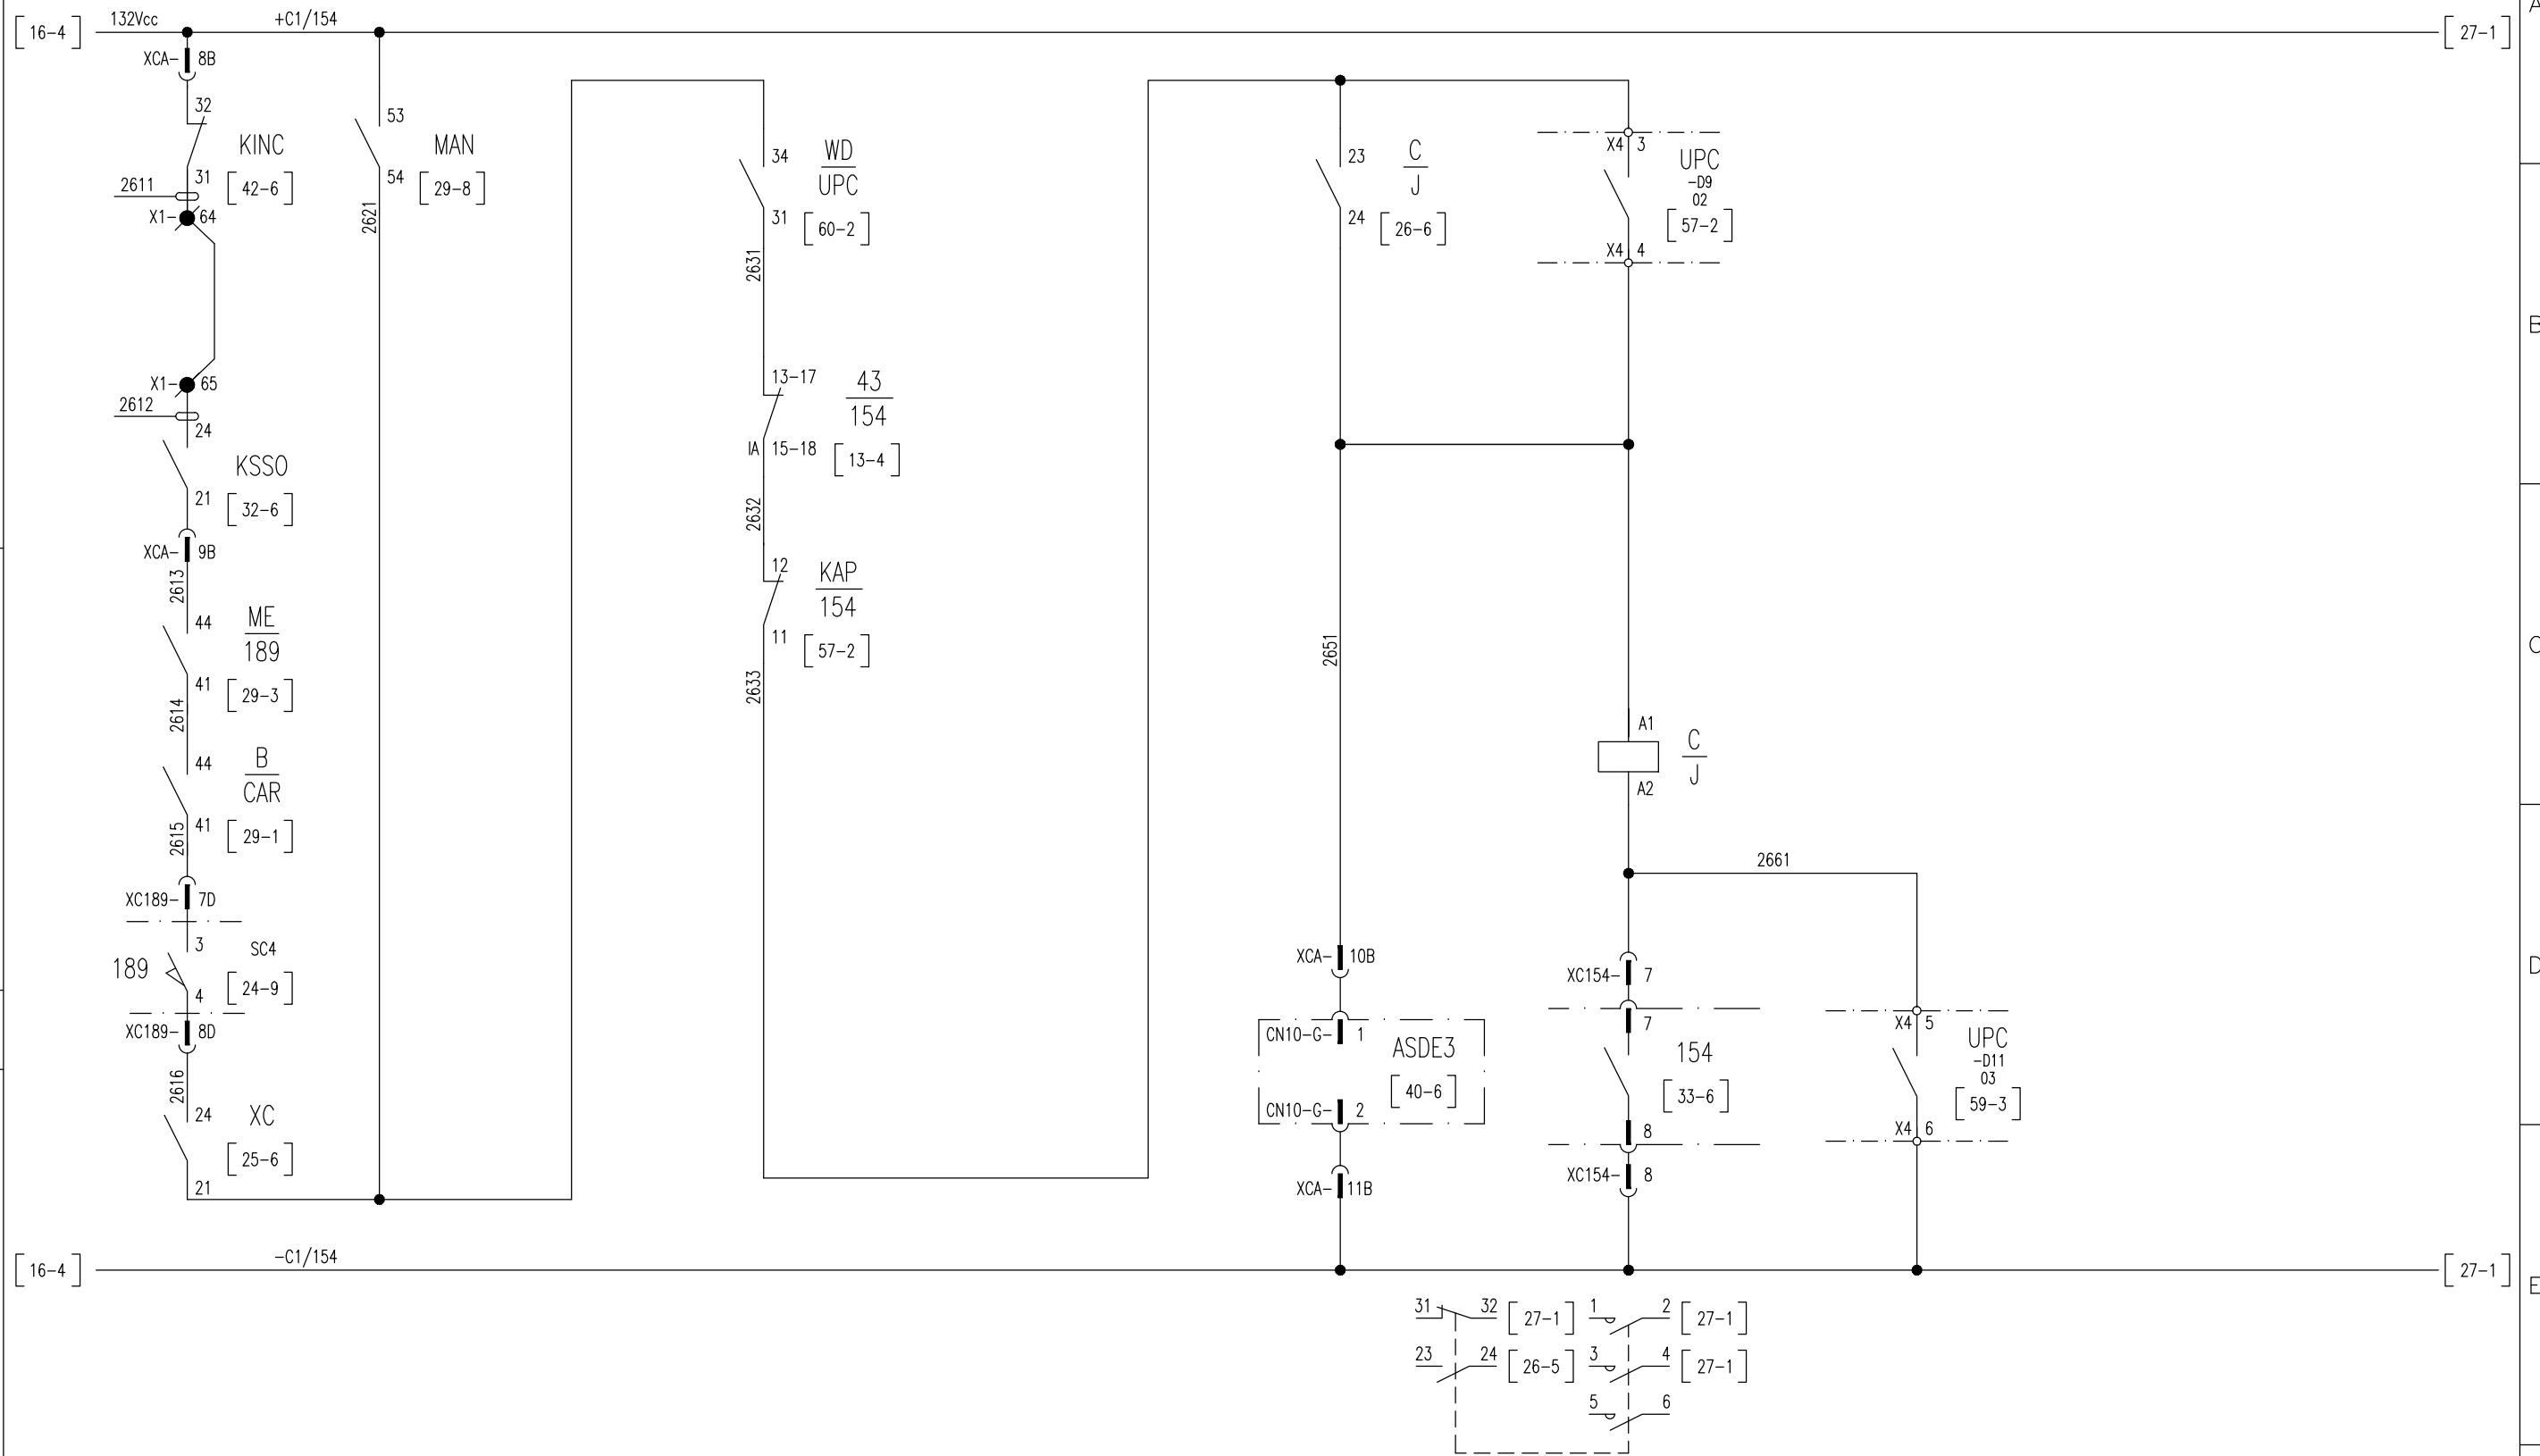 16-4
132Vcc
+C1/154
27-1
A
XCA-
8B
32
KINC
31
42-6
2611
X1-
64
X1-
65
2612
24
KSSO
21
32-6
XCA-
9B
2613
44
ME
189
41
29-3
2614
44
B
CAR
41
29-1
2615
XC189-
7D
3
SC4
189
4
24-9
XC189-
8D
2616
24
XC
25-6
21
53
MAN
54
29-8
2621
34
WD
UPC
31
60-2
2631
13-17
43
154
IA
15-18
13-4
2632
12
KAP
154
11
57-2
2633
23
C
J
24
26-6
2651
XCA-
10B
CN10-G-
1
ASDE3
40-6
CN10-G-
2
XCA-
11B
X4
3
UPC
-D9
02
57-2
X4
4
A1
C
J
A2
2661
XC154-
7
7
154
33-6
8
XC154-
8
X4
5
UPC
-D11
03
59-3
X4
6
B
C
D
E
16-4
-C1/154
27-1
31
32
27-1
1
2
27-1
23
24
26-5
3
4
27-1
5
6